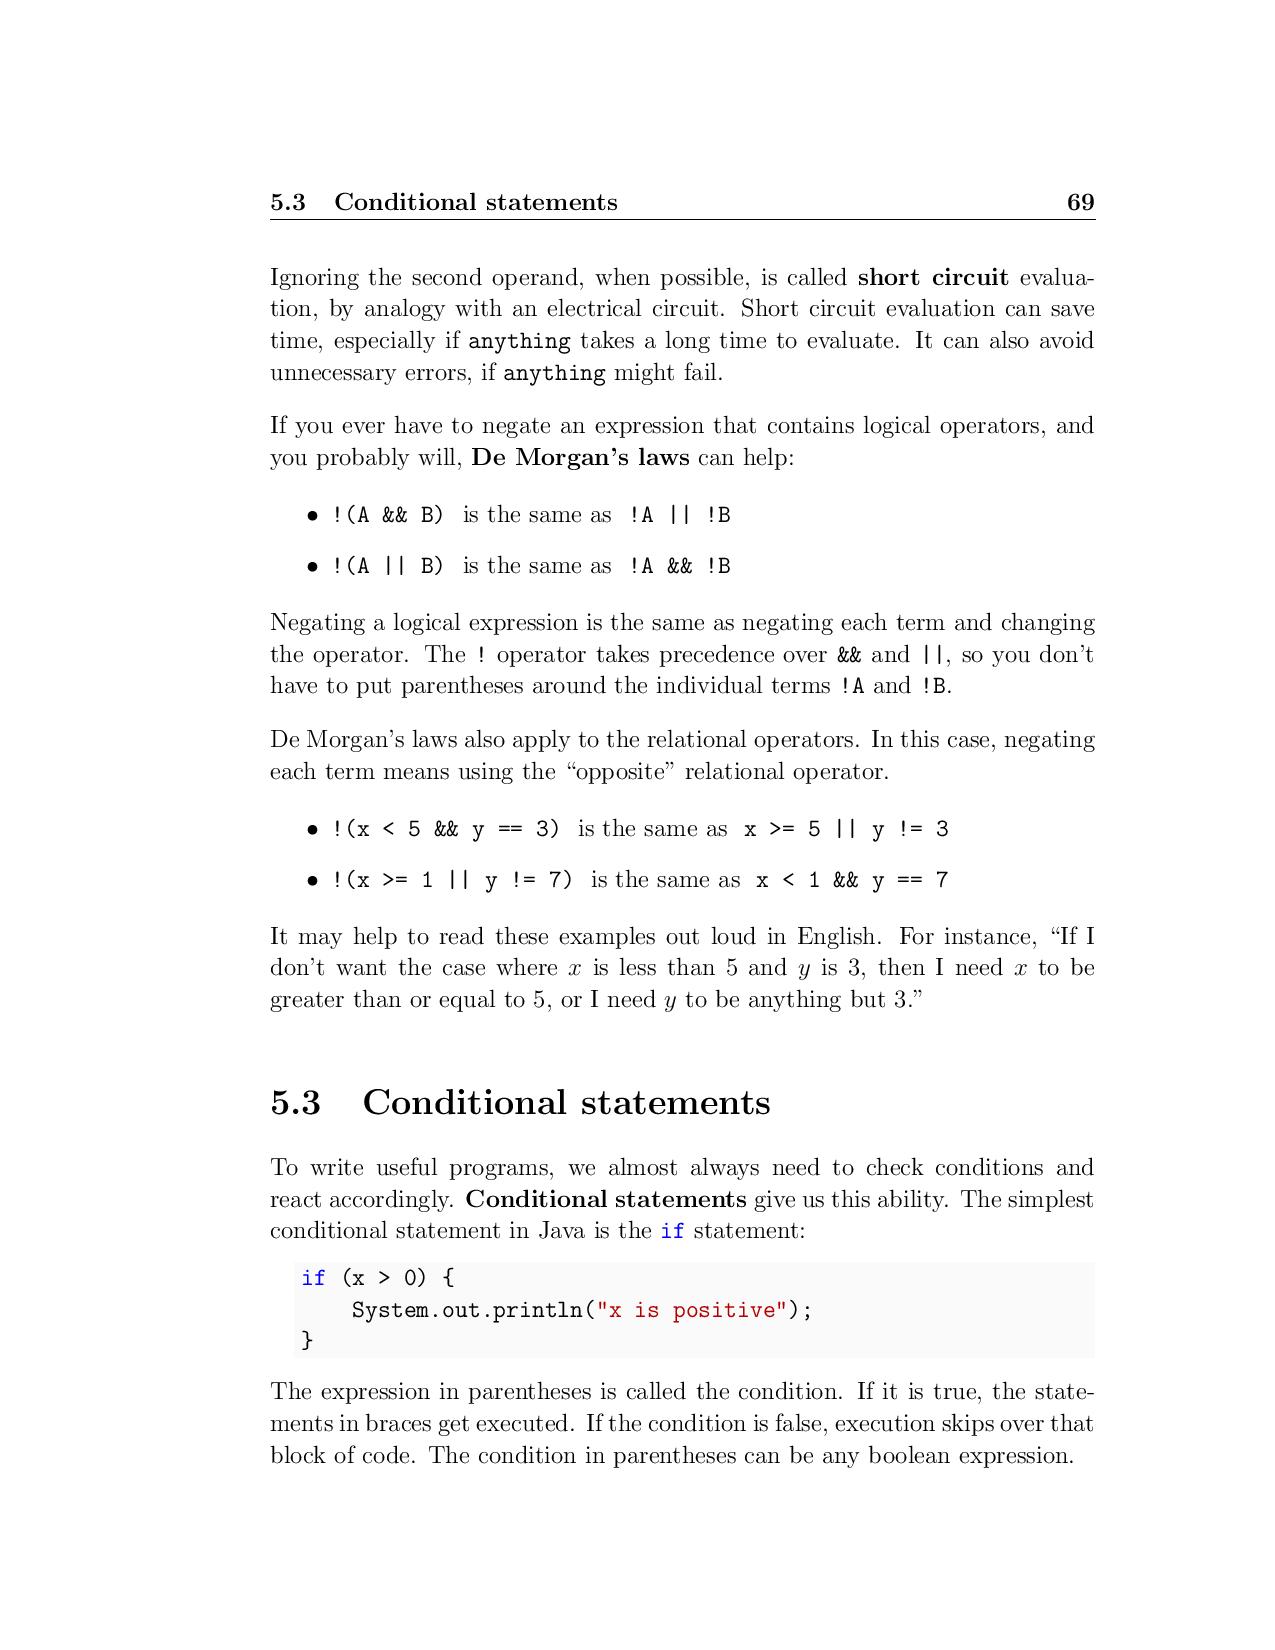 5.3 Conditional statements 69
Ignoring the second operand, when possible, is called short circuit evalua-
tion, by analogy with an electrical circuit. Short circuit evaluation can save
time, especially if anything takes a long time to evaluate. It can also avoid
unnecessary errors, if anything might fail.
If you ever have to negate an expression that contains logical operators, and
you probably will, De Morgan's laws can help:
• !(A && B) is the same as !A || !B
• !(A || B) is the same as !A && !B
Negating a logical expression is the same as negating each term and changing
the operator. The ! operator takes precedence over && and ||, so you don't
have to put parentheses around the individual terms !A and !B.
De Morgan's laws also apply to the relational operators. In this case, negating
each term means using the “opposite” relational operator.
• !(x < 5 && y == 3) is the same as x >= 5 || y != 3
• !(x >= 1 || y != 7) is the same as x < 1 && y == 7
It may help to read these examples out loud in English. For instance, “If I
don't want the case where x is less than 5 and y is 3, then I need x to be
greater than or equal to 5, or I need y to be anything but 3.”
5.3 Conditional statements
To write useful programs, we almost always need to check conditions and
react accordingly. Conditional statements give us this ability. The simplest
conditional statement in Java is the if statement:
if (x > 0) {
    System.out.println("x is positive");
}
The expression in parentheses is called the condition. If it is true, the state-
ments in braces get executed. If the condition is false, execution skips over that
block of code. The condition in parentheses can be any boolean expression.